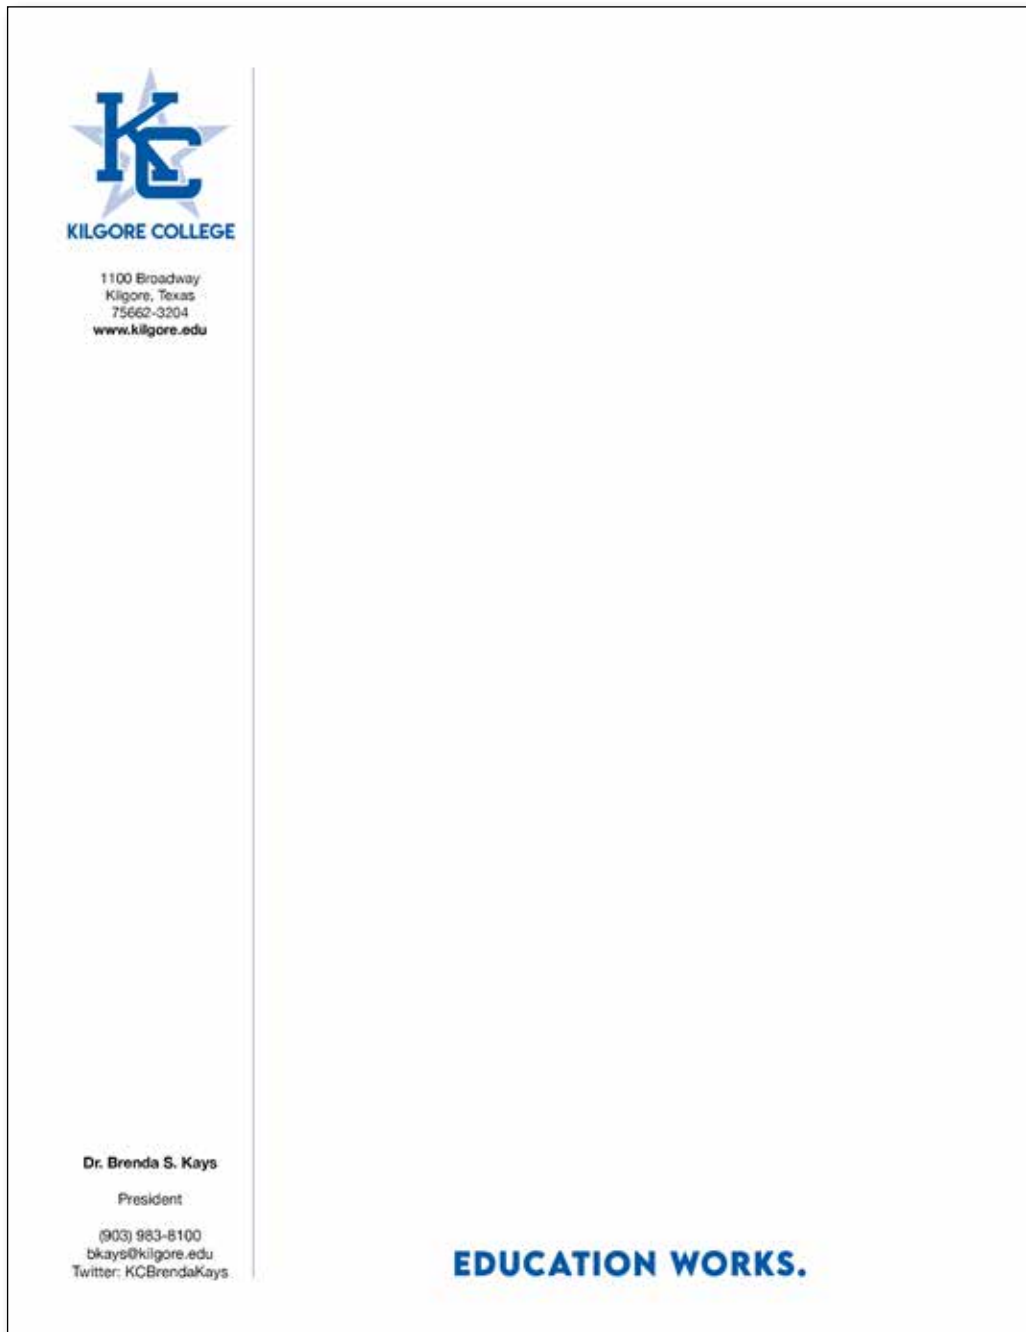 KC
KILGORE COLLEGE
1100 Broadway
Kilgore, Texas
75662-3204
www.kilgore.edu
Dr. Brenda S. Kays
President
(903) 983-8100
bkays@kilgore.edu
Twitter: KCBrendaKays
EDUCATION WORKS.